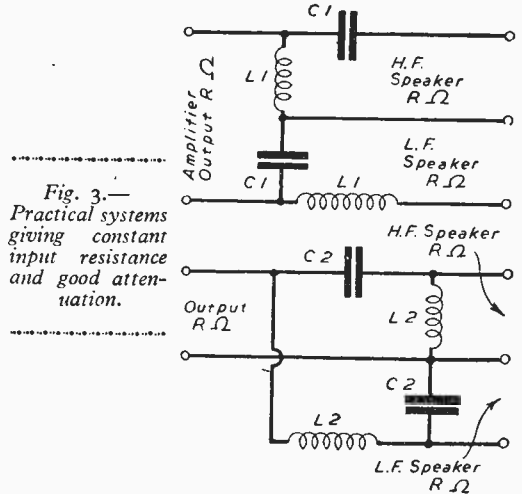 C1
L1
H.F.
Speaker
R Ω
Amplifier
Output R Ω
L.F.
Speaker
R Ω
C1
L1
Fig. 3.—
Practical systems
giving constant
input resistance
and good atten-
uation.
H.F. Speaker
R Ω
C2
Output
R Ω
L2
C2
L2
L.F. Speaker
R Ω